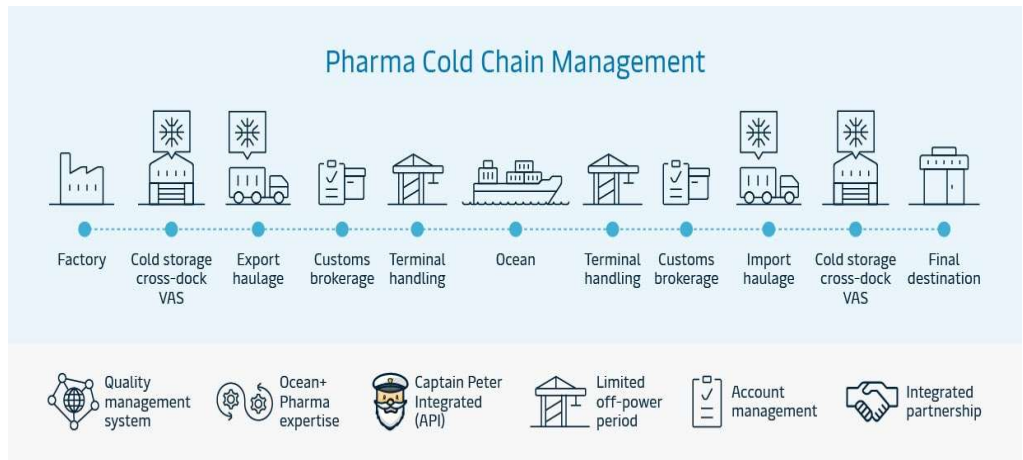 Pharma Cold Chain Management
Factory
Cold storage
cross-dock
VAS
Export
haulage
Customs
brokerage
Terminal
handling
Ocean
Terminal
handling
Customs
brokerage
Import
haulage
Cold storage
cross-dock
VAS
Final
destination
Quality
management
system
Ocean+
Pharma
expertise
Captain Peter
Integrated
(API)
Limited
off-power
period
Account
management
Integrated
partnership